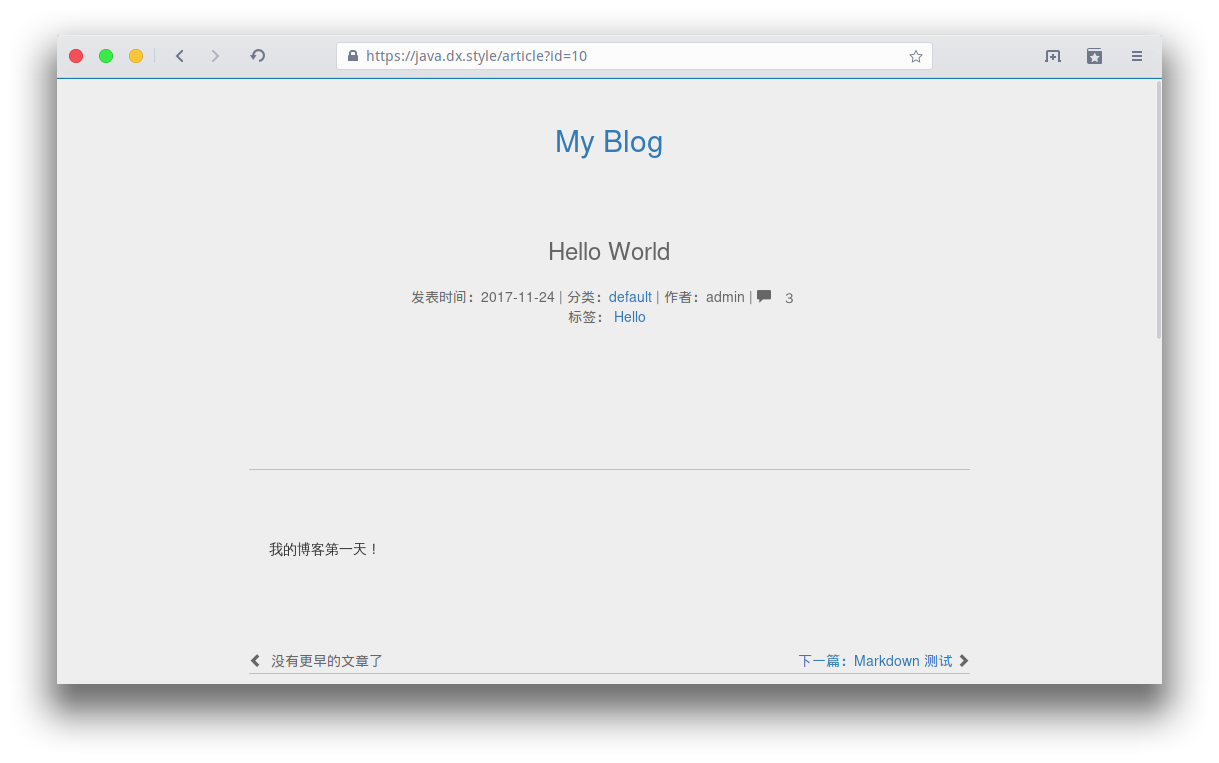 https://java.dx.style/article?id=10
My Blog
Hello World
发表时间：2017-11-24 | 分类：default | 作者：admin | 3
标签： Hello
我的博客第一天！
没有更早的文章了
下一篇：Markdown 测试